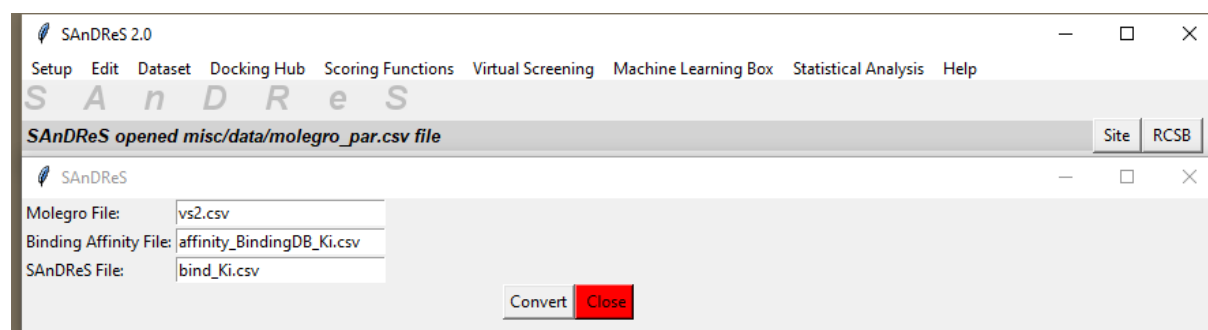 SAnDReS 2.0
Setup Edit Dataset Docking Hub Scoring Functions Virtual Screening Machine Learning Box Statistical Analysis Help
S A n D R e S
SAnDReS opened misc/data/molegro_par.csv file Site RCSB
SAnDReS
Molegro File: vs2.csv
Binding Affinity File: affinity_BindingDB_Ki.csv
SAnDReS File: bind_Ki.csv
Convert Close